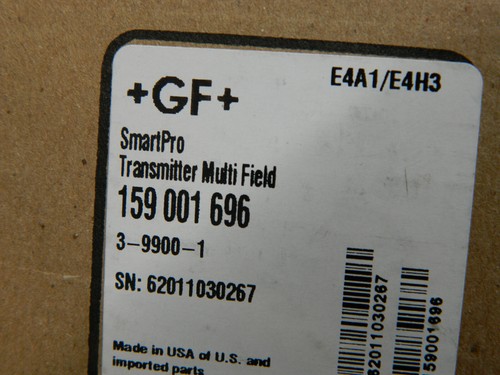 E4A1/E4H3
+GF+
SmartPro
Transmitter Multi Field
159 001 696
3-9900-1
SN: 62011030267
Made in USA of U.S. and
imported parts
62011030267
59001696